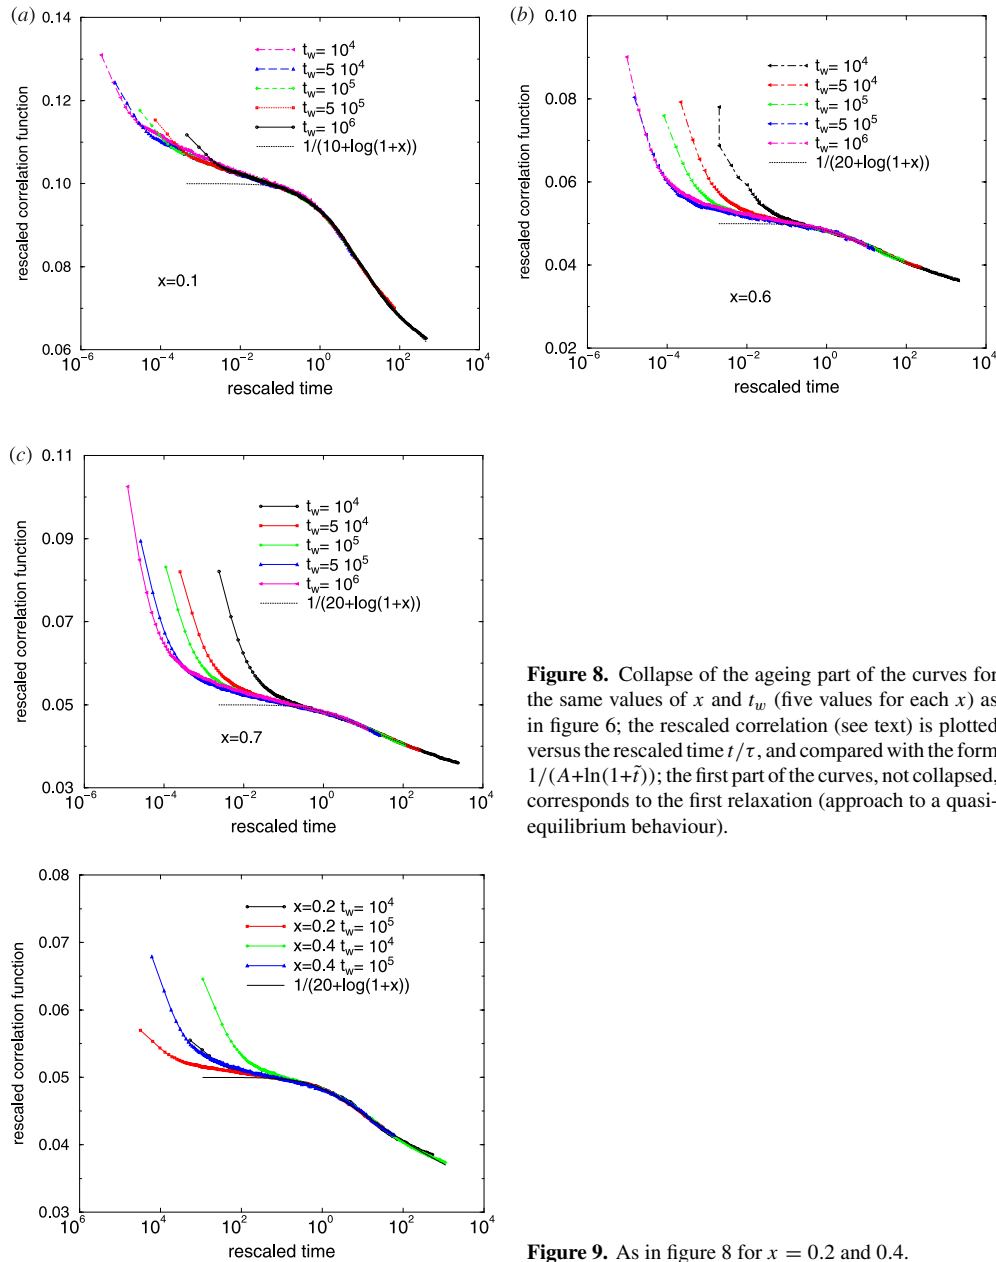 (a)
0.14
0.12
0.10
0.08
0.06
rescaled correlation function
t_w= 10^4
t_w=5 10^4
t_w= 10^5
t_w=5 10^5
t_w= 10^6
1/(10+log(1+x))
x=0.1
10^−6 10^−4 10^−2 10^0 10^2 10^4
rescaled time
(b)
0.10
0.08
0.06
0.04
0.02
rescaled correlation function
t_w= 10^4
t_w=5 10^4
t_w= 10^5
t_w=5 10^5
t_w= 10^6
1/(20+log(1+x))
x=0.6
10^−6 10^−4 10^−2 10^0 10^2 10^4
rescaled time
(c)
0.11
0.09
0.07
0.05
0.03
rescaled correlation function
t_w= 10^4
t_w=5 10^4
t_w= 10^5
t_w=5 10^5
t_w= 10^6
1/(20+log(1+x))
x=0.7
10^−6 10^−4 10^−2 10^0 10^2 10^4
rescaled time
Figure 8. Collapse of the ageing part of the curves for
the same values of x and t_w (five values for each x) as
in figure 6; the rescaled correlation (see text) is plotted
versus the rescaled time t/τ, and compared with the form
1/(A+ln(1+t̃)); the first part of the curves, not collapsed,
corresponds to the first relaxation (approach to a quasi-
equilibrium behaviour).
0.08
0.07
0.06
0.05
0.04
0.03
rescaled correlation function
x=0.2 t_w= 10^4
x=0.2 t_w= 10^5
x=0.4 t_w= 10^4
x=0.4 t_w= 10^5
1/(20+log(1+x))
10^4 10^2 10^0 10^2 10^4
rescaled time
Figure 9. As in figure 8 for x = 0.2 and 0.4.